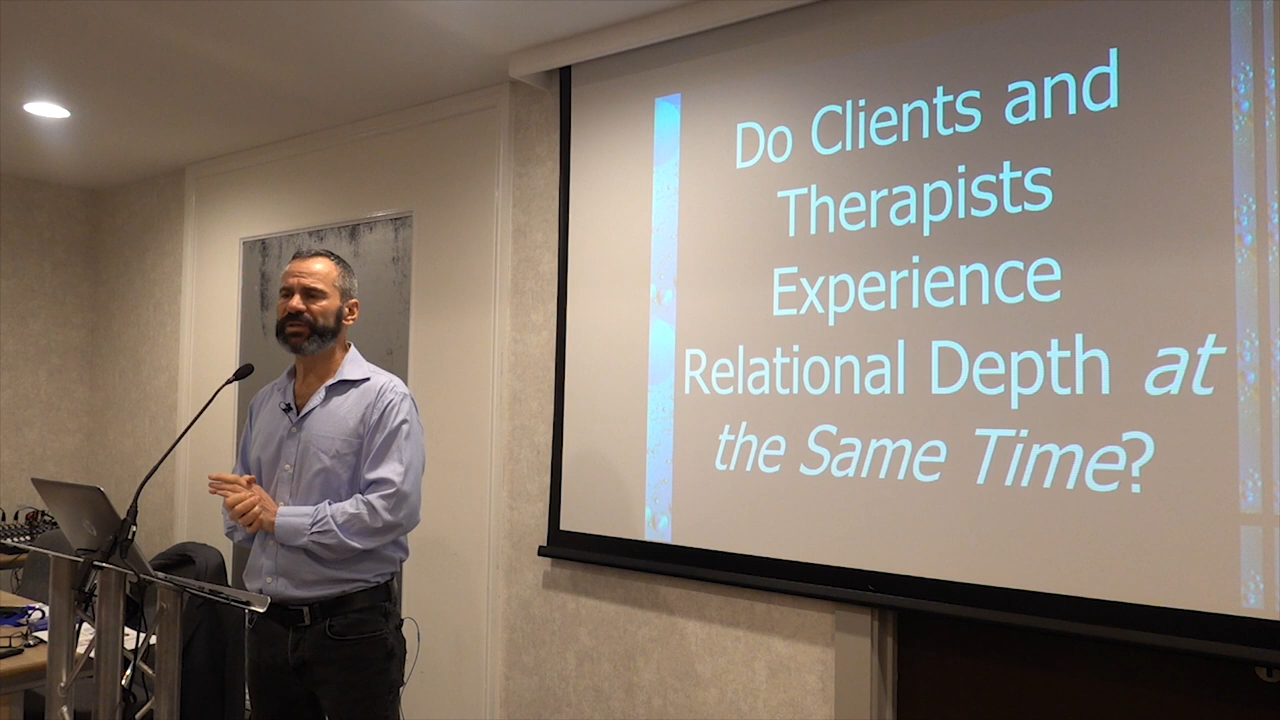 Do Clients and
Therapists
Experience
Relational Depth at
the Same Time?